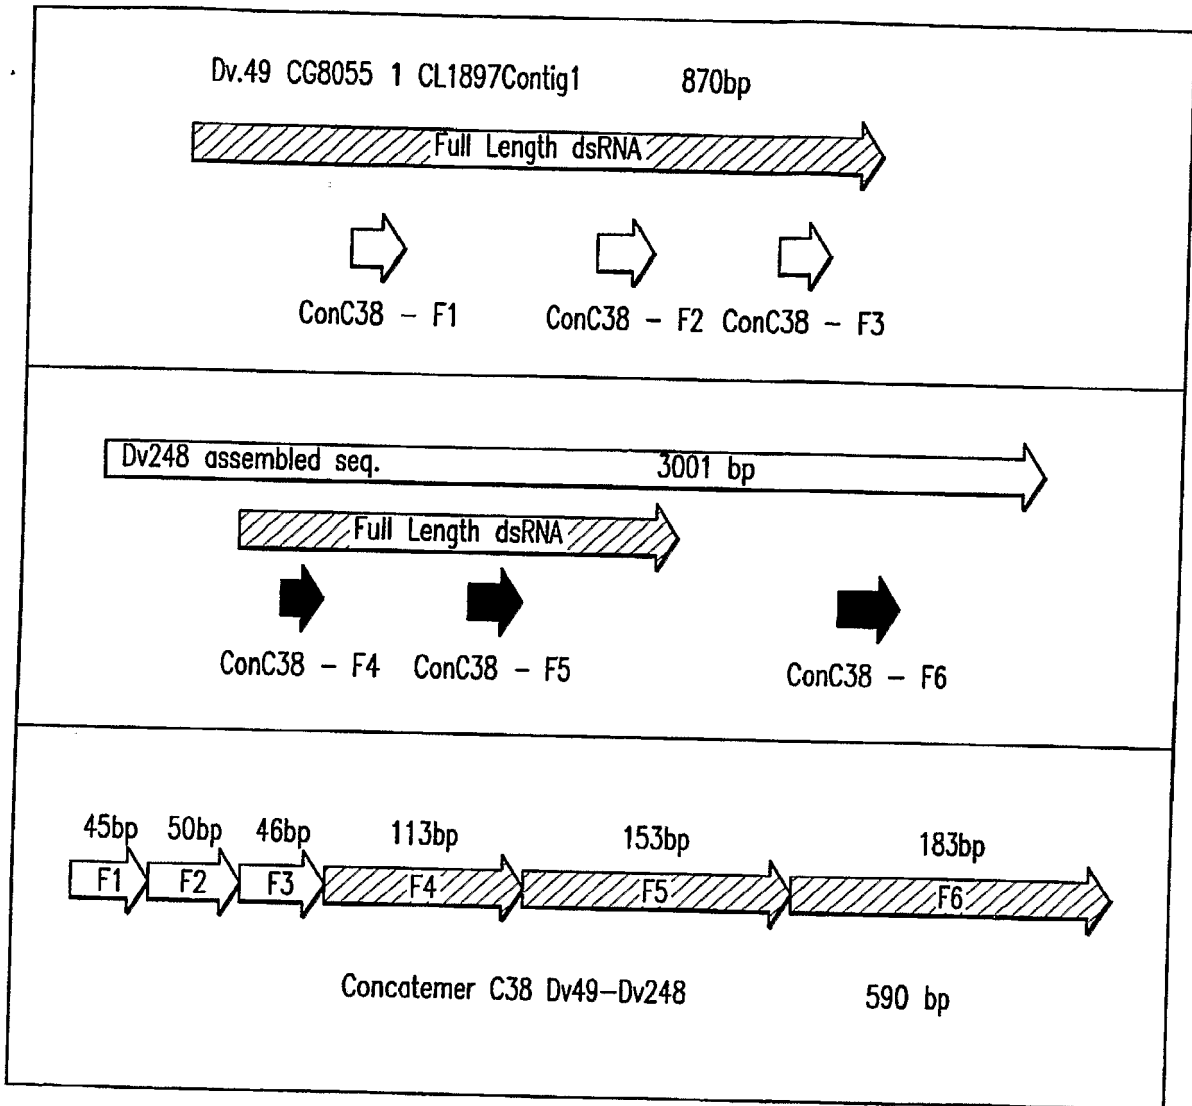 Dv.49 CG8055 1 CL1897Contig1 870bp
Full Length dsRNA
ConC38 - F1 ConC38 - F2 ConC38 - F3
Dv248 assembled seq. 3001 bp
Full Length dsRNA
ConC38 - F4 ConC38 - F5 ConC38 - F6
45bp 50bp 46bp 113bp 153bp 183bp
F1 F2 F3 F4 F5 F6
Concatemer C38 Dv49-Dv248 590 bp